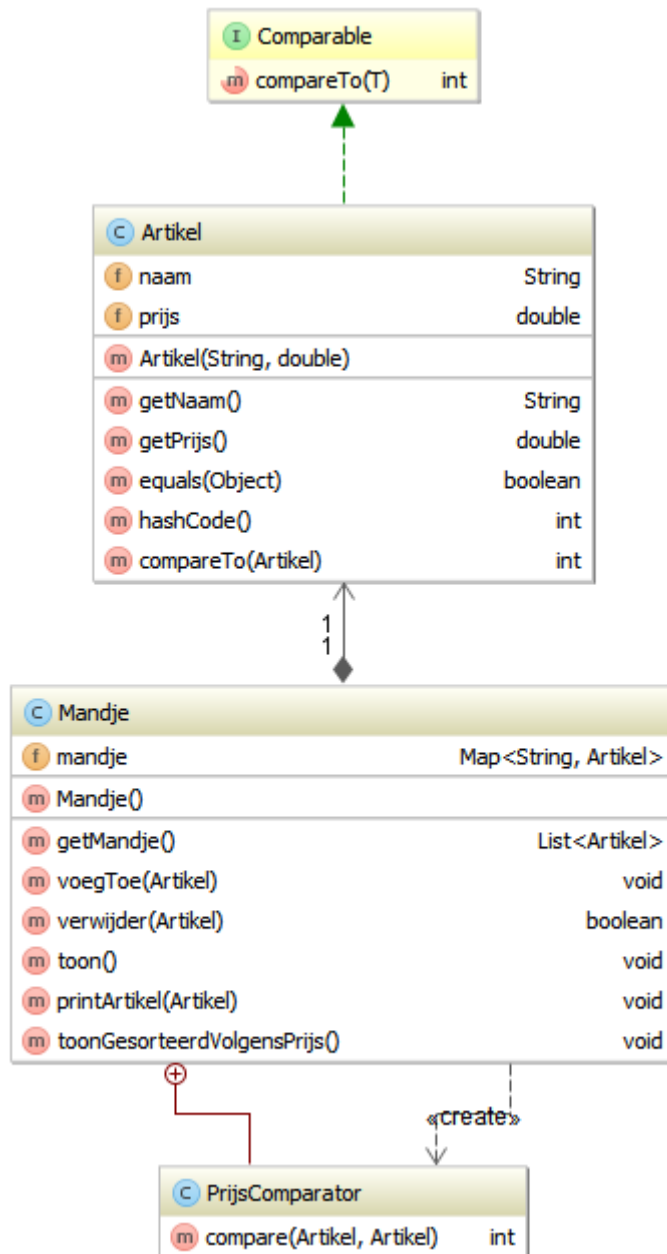 I Comparable
m compareTo(T) int
C Artikel
f naam String
f prijs double
m Artikel(String, double)
m getNaam() String
m getPrijs() double
m equals(Object) boolean
m hashCode() int
m compareTo(Artikel) int
1
1
C Mandje
f mandje Map<String, Artikel>
m Mandje()
m getMandje() List<Artikel>
m voegToe(Artikel) void
m verwijder(Artikel) boolean
m toon() void
m printArtikel(Artikel) void
m toonGesorteerdVolgensPrijs() void
«create»
C PrijsComparator
m compare(Artikel, Artikel) int